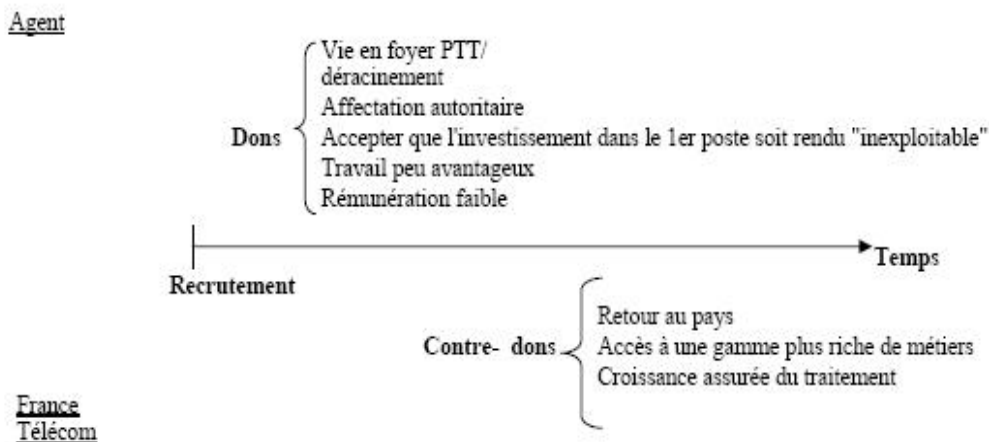 Agent
Vie en foyer PTT/
déracinement
Affectation autoritaire
Dons
Accepter que l'investissement dans le 1er poste soit rendu "inexploitable"
Travail peu avantageux
Rémunération faible
Temps
Recrutement
Retour au pays
Contre- dons
Accès à une gamme plus riche de métiers
Croissance assurée du traitement
France
Télécom